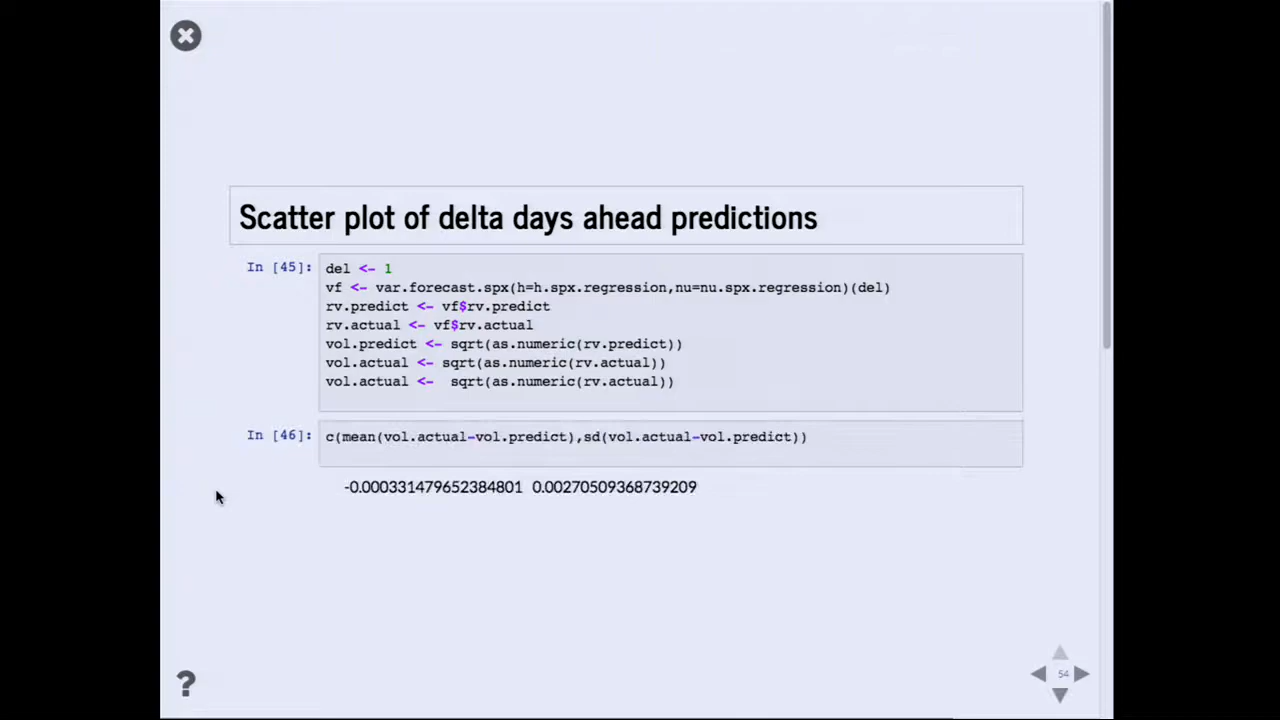 Scatter plot of delta days ahead predictions
In [45]:
del <- 1
vf <- var.forecast.spx(h=h.spx.regression,nu=nu.spx.regression)(del)
rv.predict <- vf$rv.predict
rv.actual <- vf$rv.actual
vol.predict <- sqrt(as.numeric(rv.predict))
vol.actual <- sqrt(as.numeric(rv.actual))
vol.actual <-  sqrt(as.numeric(rv.actual))
In [46]:
c(mean(vol.actual-vol.predict),sd(vol.actual-vol.predict))
-0.000331479652384801 0.00270509368739209
?
54